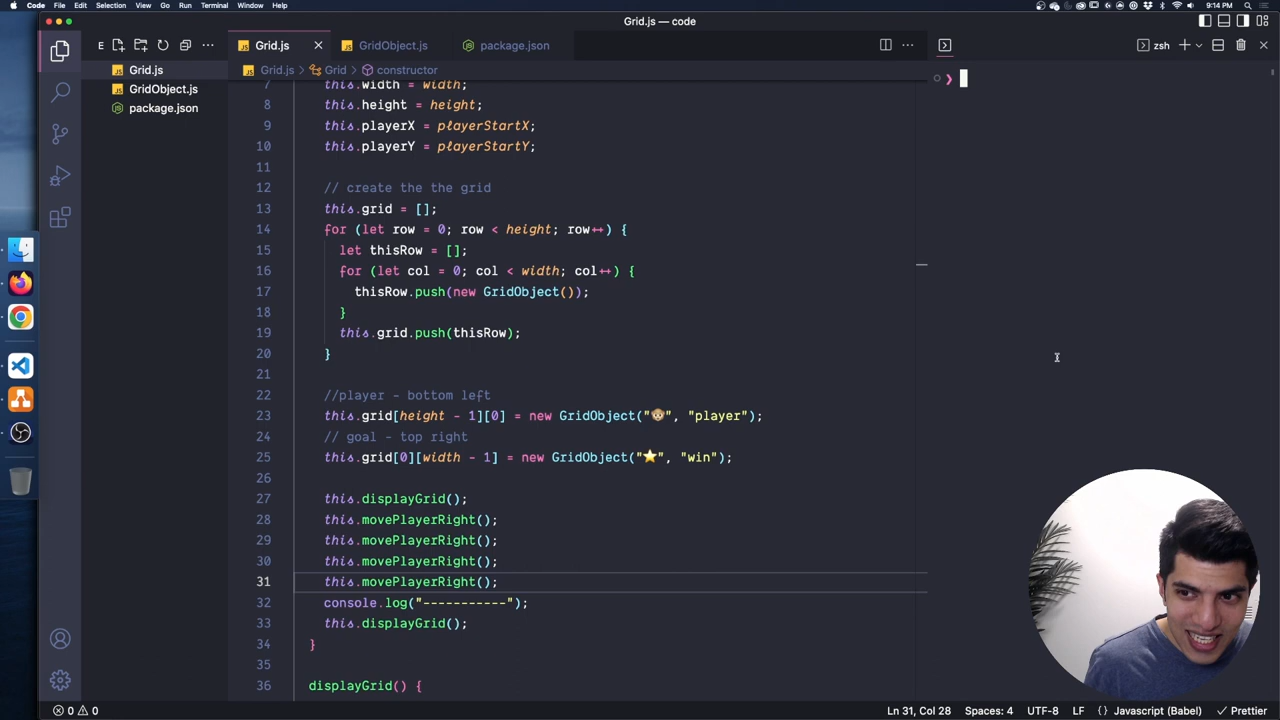 Code File Edit Selection View Go Run Terminal Window Help 9:14 PM
Grid.js — code
E
Grid.js
GridObject.js
package.json
zsh
Grid.js
GridObject.js
package.json
Grid.js > Grid > constructor
7 this.width = width;
8 this.height = height;
9 this.playerX = playerStartX;
10 this.playerY = playerStartY;
11
12 // create the the grid
13 this.grid = [];
14 for (let row = 0; row < height; row++) {
15 let thisRow = [];
16 for (let col = 0; col < width; col++) {
17 thisRow.push(new GridObject());
18 }
19 this.grid.push(thisRow);
20 }
21
22 //player - bottom left
23 this.grid[height - 1][0] = new GridObject("🐵", "player");
24 // goal - top right
25 this.grid[0][width - 1] = new GridObject("⭐", "win");
26
27 this.displayGrid();
28 this.movePlayerRight();
29 this.movePlayerRight();
30 this.movePlayerRight();
31 this.movePlayerRight();
32 console.log("-----------");
33 this.displayGrid();
34 }
35
36 displayGrid() {
0 0 Ln 31, Col 28 Spaces: 4 UTF-8 LF {} Javascript (Babel) Prettier